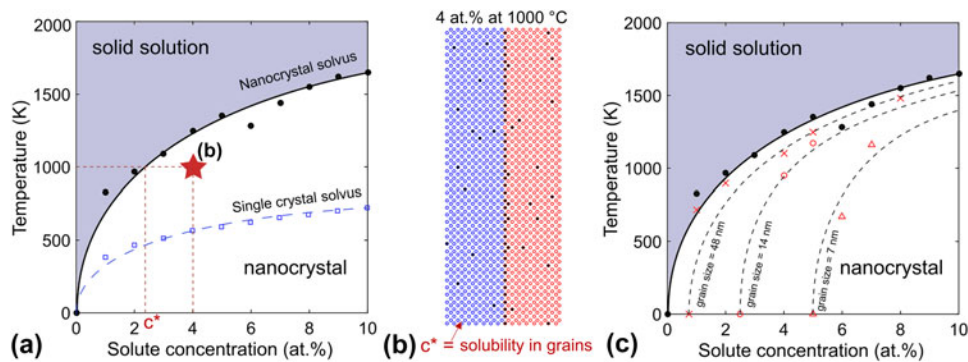 2000
1500
1000
500
0
Temperature (K)
solid solution
Nanocrystal solvus
(b)
Single crystal solvus
nanocrystal
0
2
4
6
8
10
c*
Solute concentration (at.%)
(a)
4 at.% at 1000 °C
c* = solubility in grains
(b)
2000
1500
1000
500
0
Temperature (K)
solid solution
grain size = 48 nm
grain size = 14 nm
grain size = 7 nm
nanocrystal
0
2
4
6
8
10
Solute concentration (at.%)
(c)